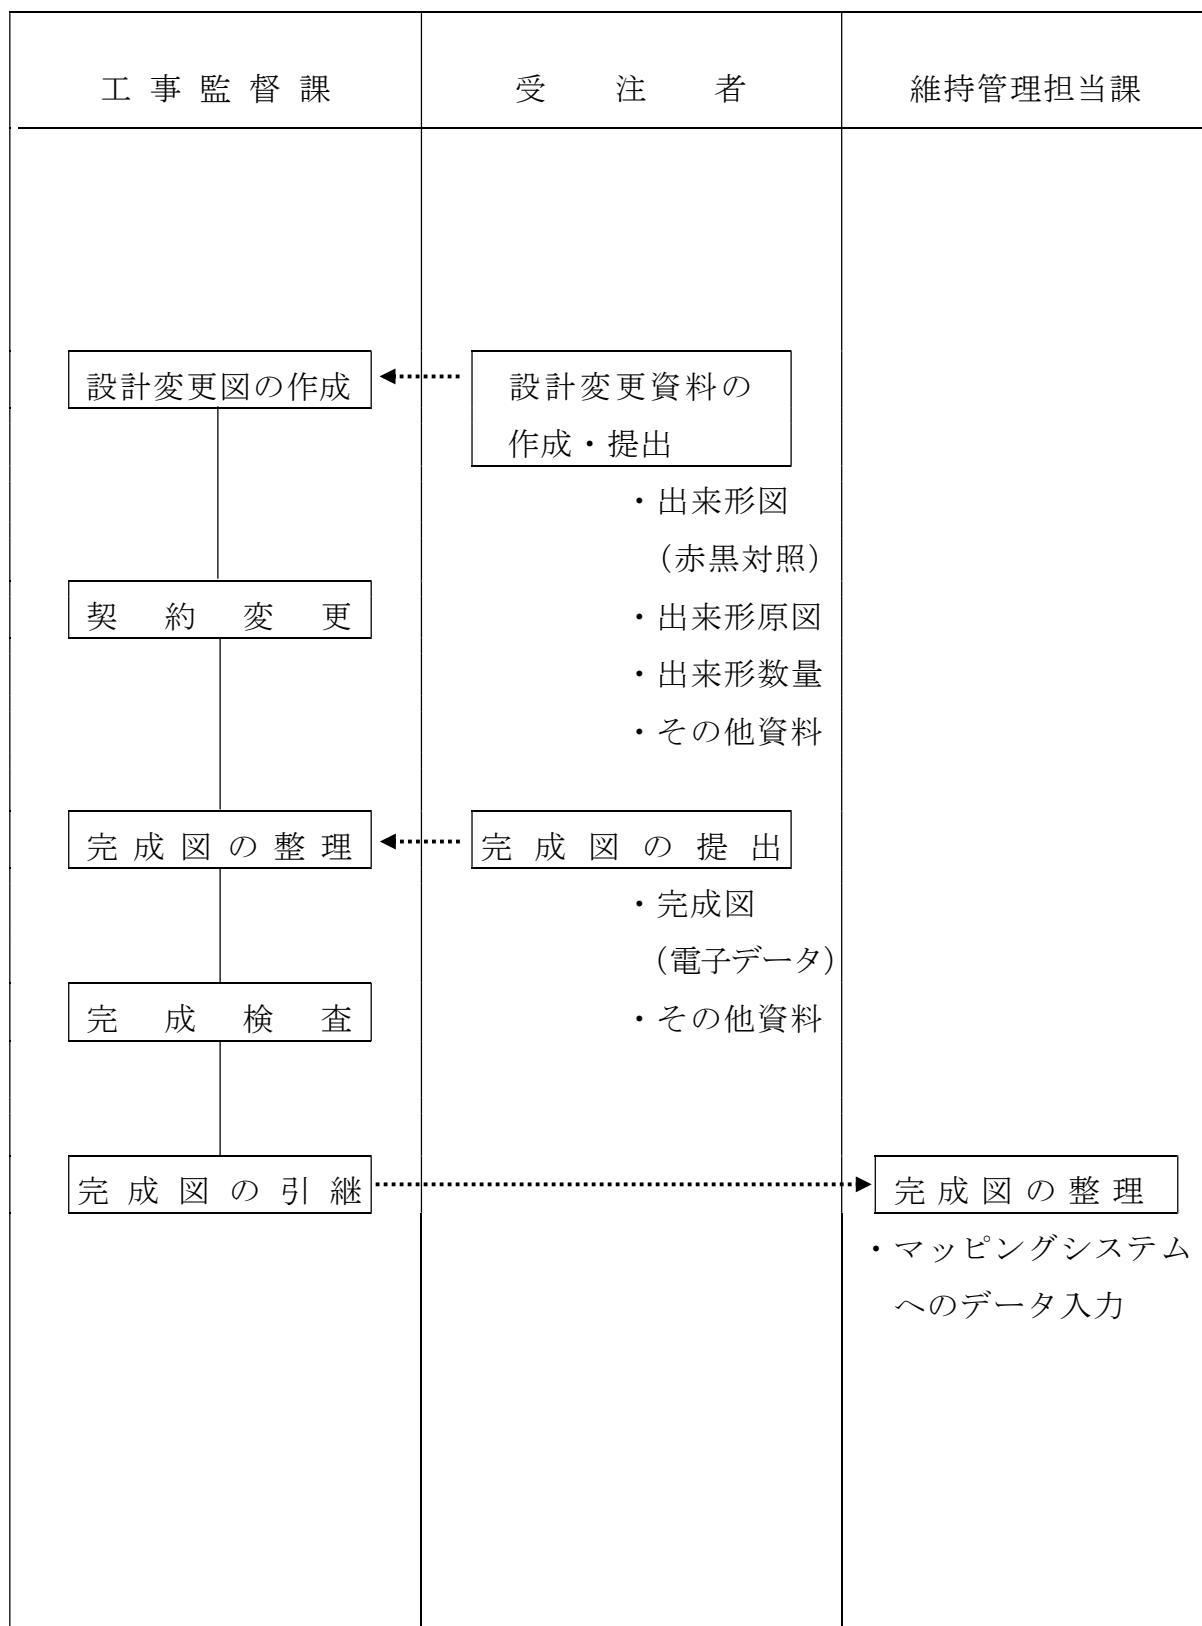 工事監督課
受注者
維持管理担当課
設計変更図の作成
設計変更資料の
作成・提出
・出来形図
（赤黒対照）
契約変更
・出来形原図
・出来形数量
・その他資料
完成図の整理
完成図の提出
・完成図
（電子データ）
完成検査
・その他資料
完成図の引継
完成図の整理
・マッピングシステム
へのデータ入力